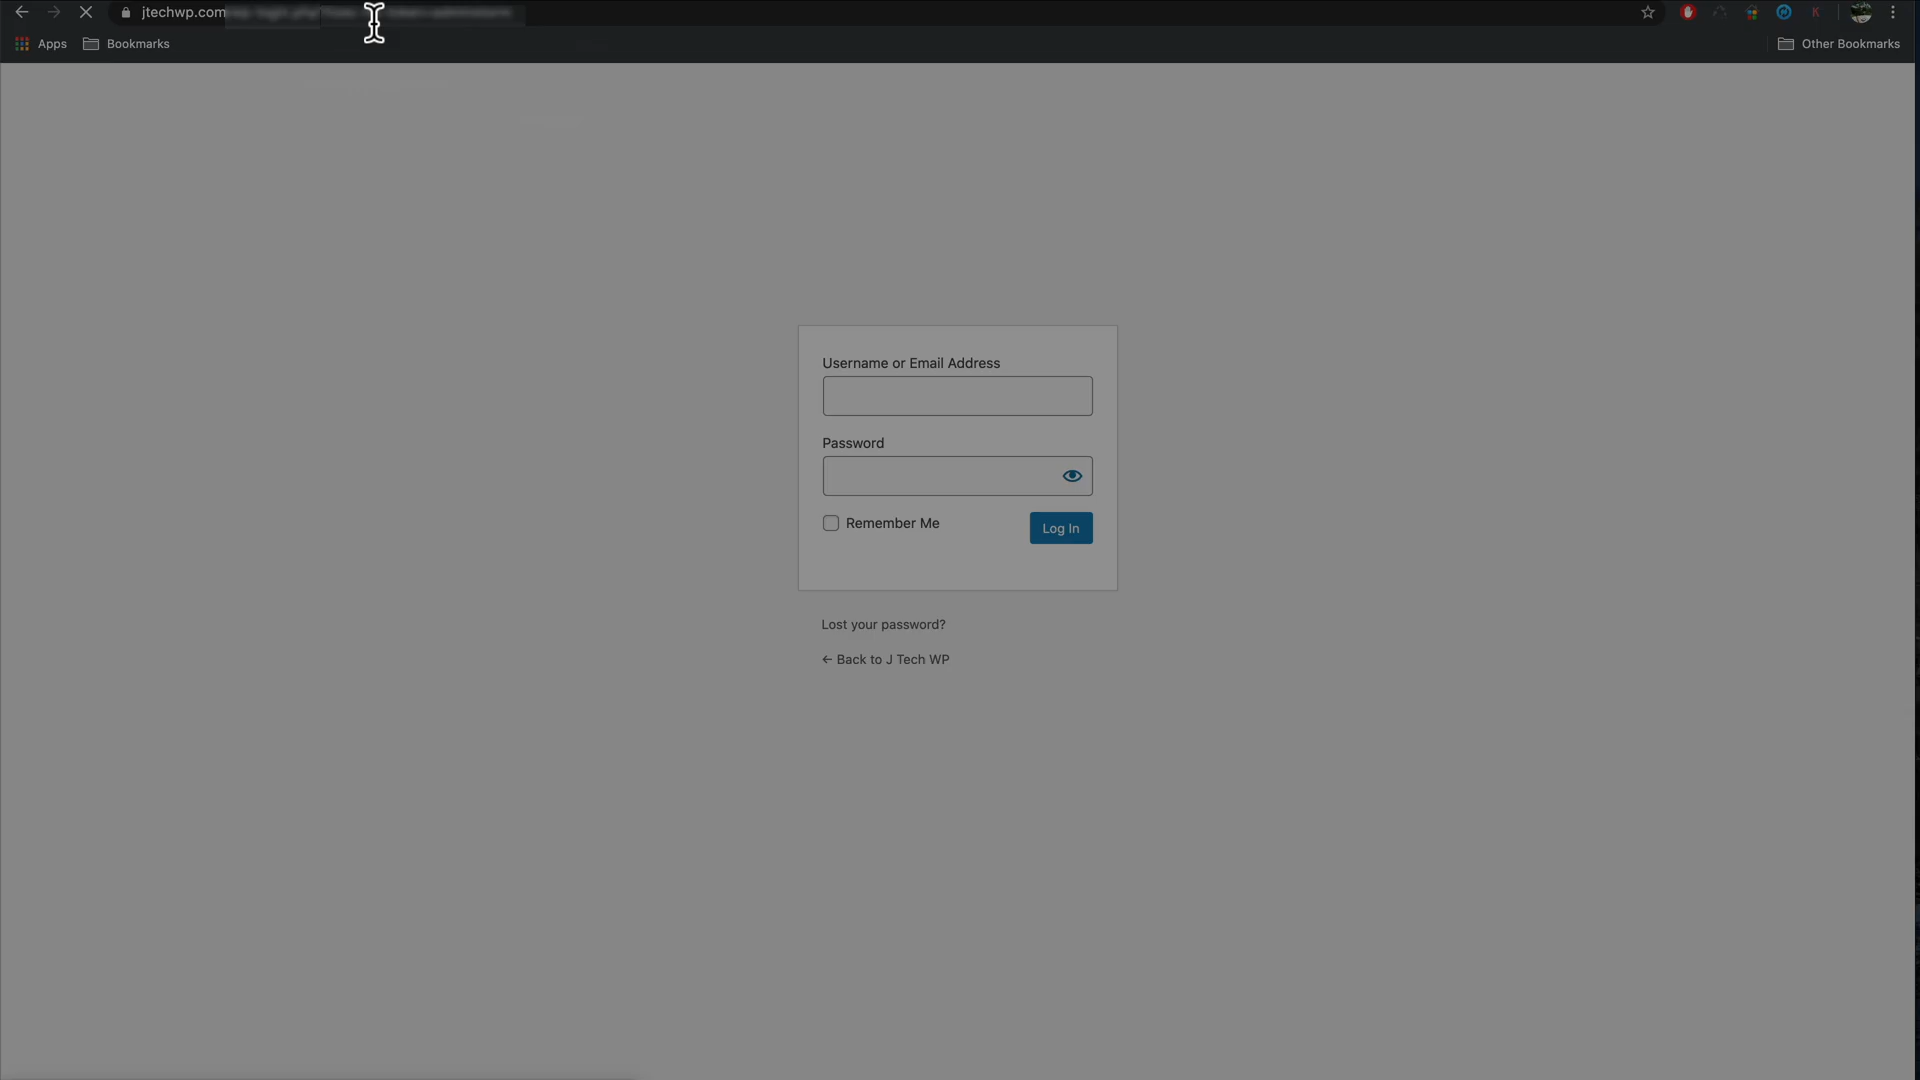 jtechwp.com
Apps
Bookmarks
Other Bookmarks
Username or Email Address
Password
Remember Me
Log In
Lost your password?
← Back to J Tech WP